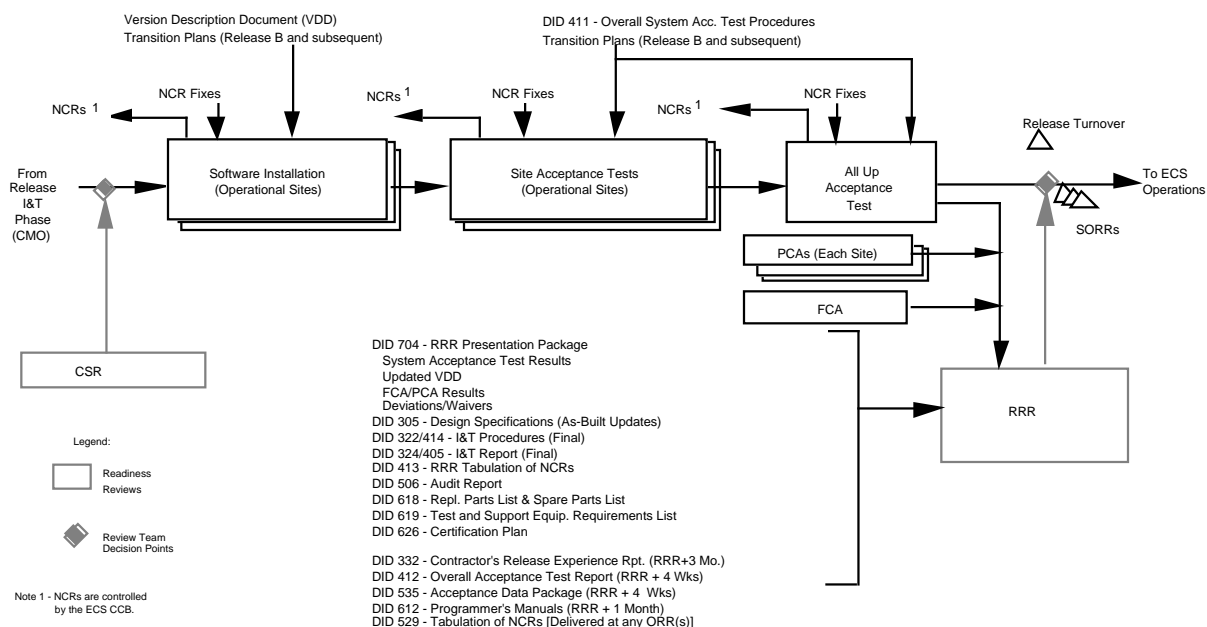 Version Description Document (VDD)
Transition Plans (Release B and subsequent)
DID 411 - Overall System Acc. Test Procedures
Transition Plans (Release B and subsequent)
NCRs 1
NCR Fixes
NCRs 1
NCR Fixes
NCRs 1
NCR Fixes
Release Turnover
From
Release
I&T
Phase
(CMO)
Software Installation
(Operational Sites)
Site Acceptance Tests
(Operational Sites)
All Up
Acceptance
Test
To ECS
Operations
SORRs
PCAs (Each Site)
FCA
CSR
RRR
DID 704 - RRR Presentation Package
System Acceptance Test Results
Updated VDD
FCA/PCA Results
Deviations/Waivers
DID 305 - Design Specifications (As-Built Updates)
DID 322/414 - I&T Procedures (Final)
DID 324/405 - I&T Report (Final)
DID 413 - RRR Tabulation of NCRs
DID 506 - Audit Report
DID 618 - Repl. Parts List & Spare Parts List
DID 619 - Test and Support Equip. Requirements List
DID 626 - Certification Plan
DID 332 - Contractor's Release Experience Rpt. (RRR+3 Mo.)
DID 412 - Overall Acceptance Test Report (RRR + 4 Wks)
DID 535 - Acceptance Data Package (RRR + 4 Wks)
DID 612 - Programmer's Manuals (RRR + 1 Month)
DID 529 - Tabulation of NCRs [Delivered at any ORR(s)]
Legend:
Readiness
Reviews
Review Team
Decision Points
Note 1 - NCRs are controlled
by the ECS CCB.